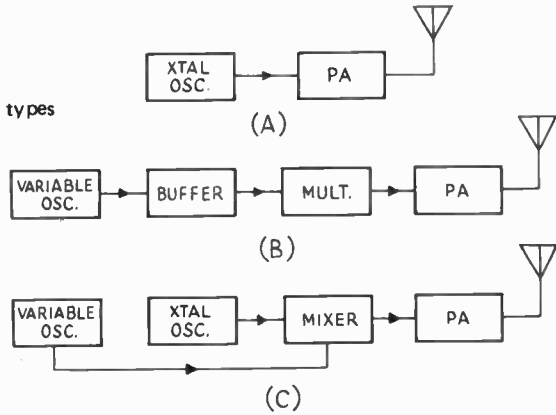 XTAL
OSC.
PA
types
(A)
VARIABLE
OSC.
BUFFER
MULT.
PA
(B)
VARIABLE
OSC.
XTAL
OSC.
MIXER
PA
(C)